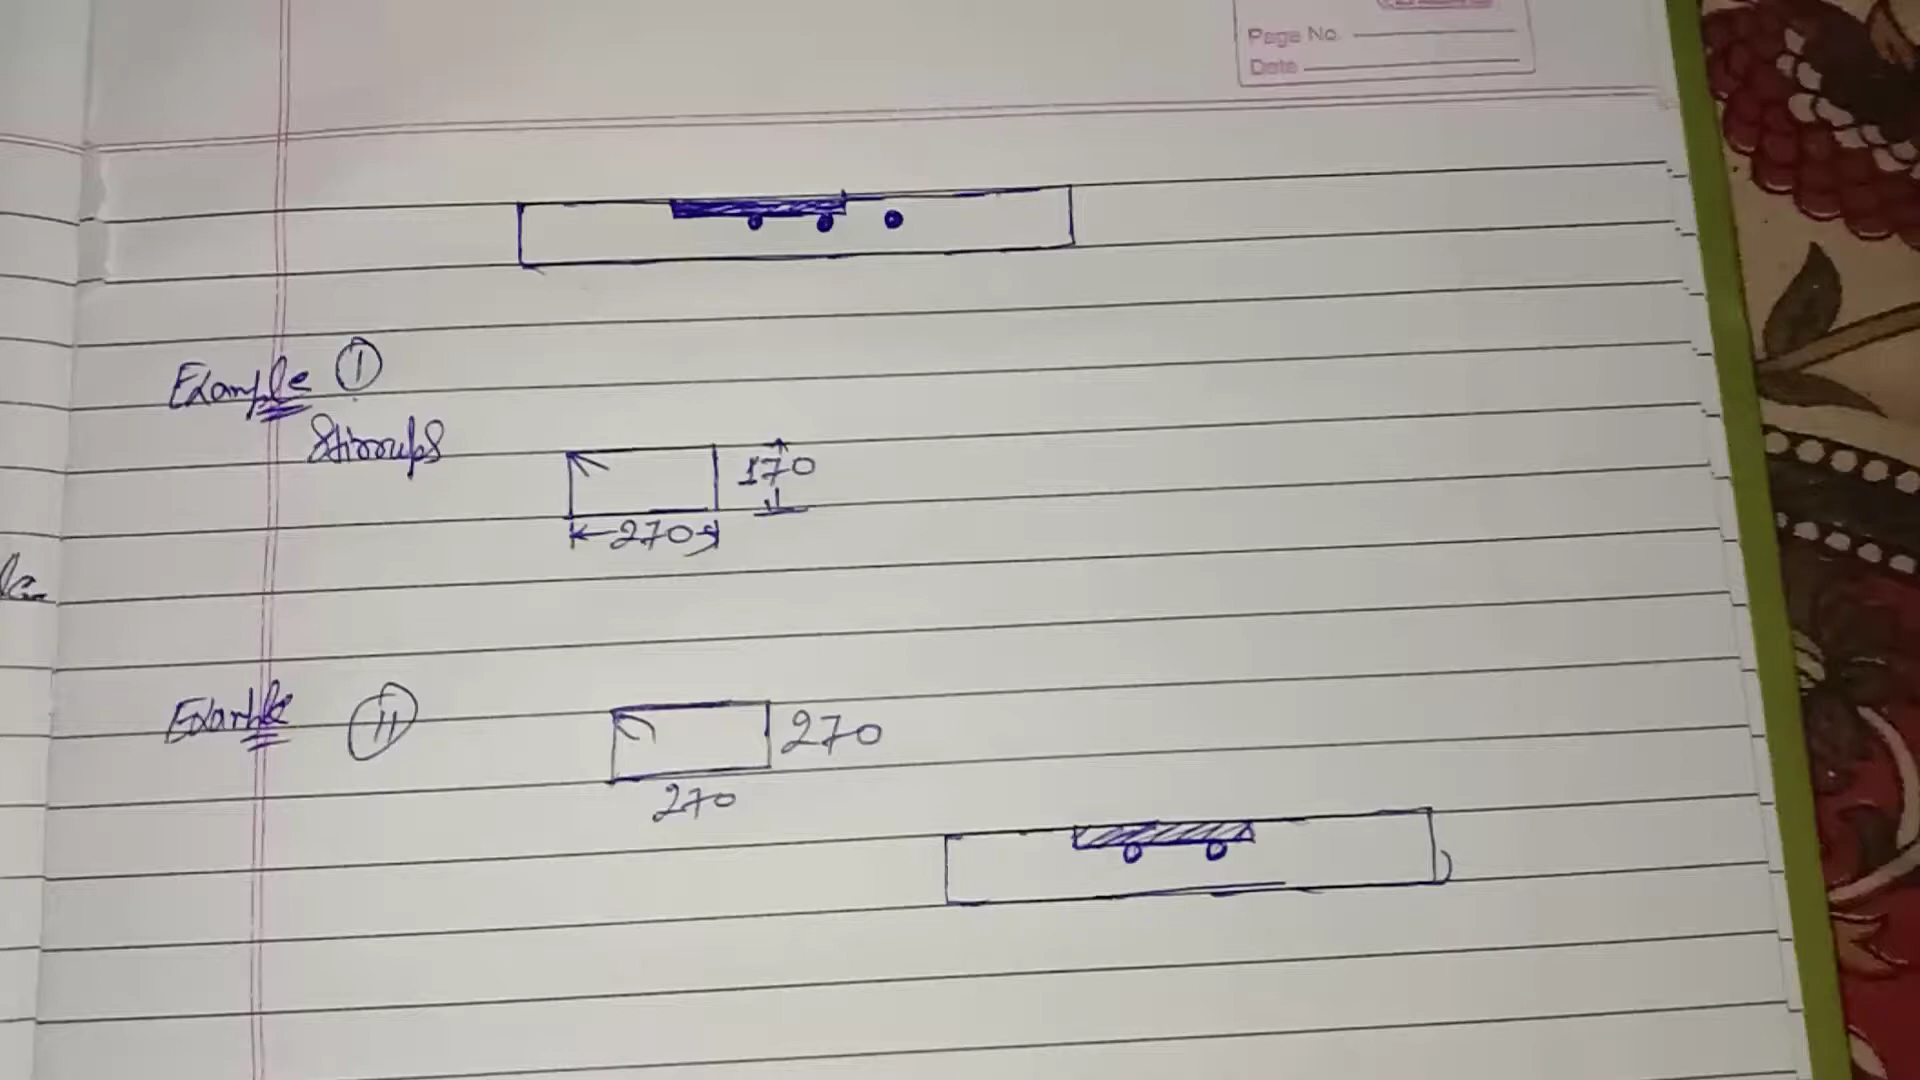 Page No.
Date
Example 1
Stirrups
170
270
Example 11
270
270